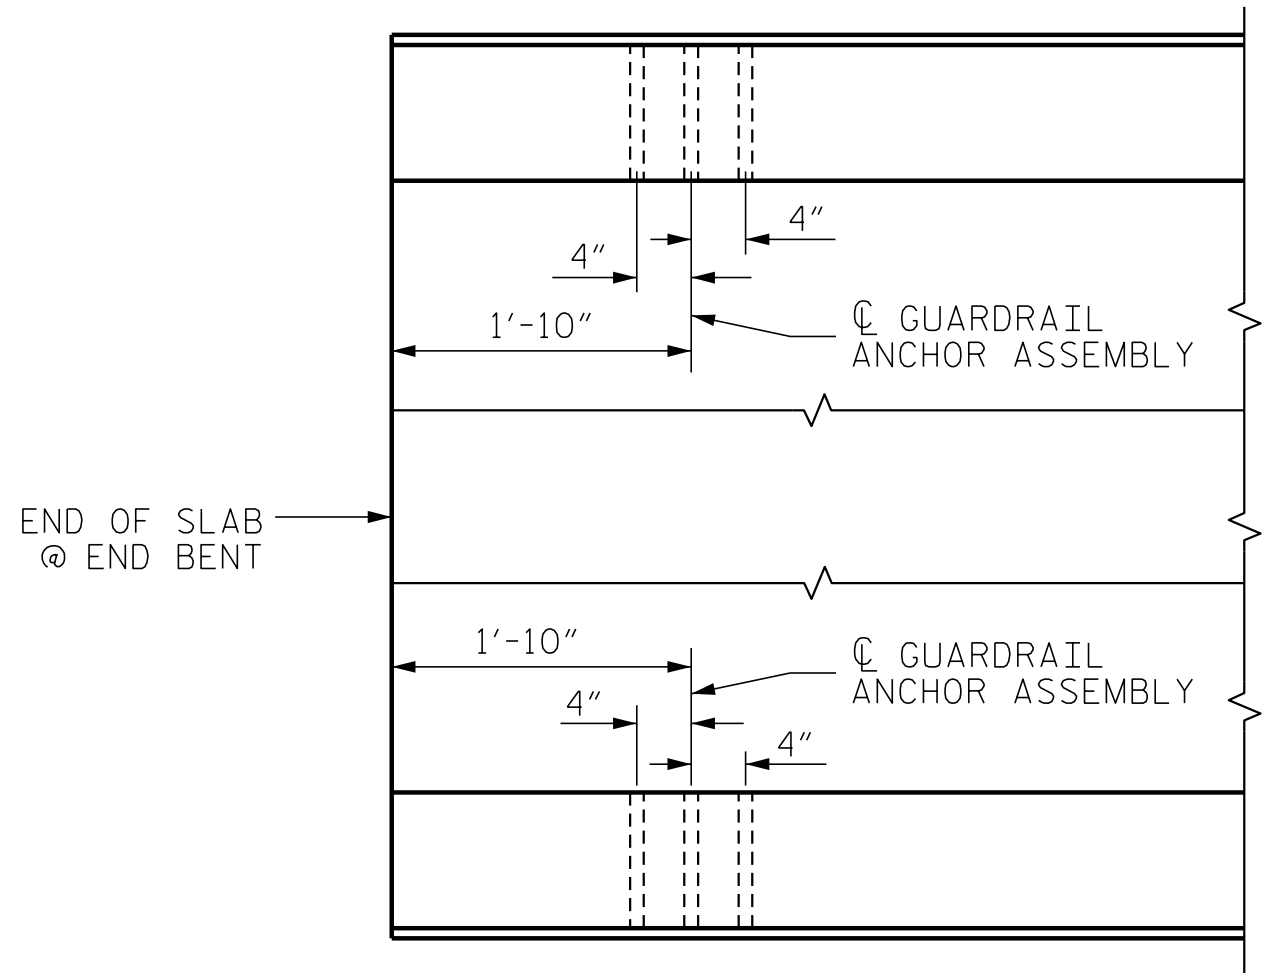 4"
4"
1'-10"
℄ GUARDRAIL
ANCHOR ASSEMBLY
END OF SLAB
@ END BENT
1'-10"
℄ GUARDRAIL
ANCHOR ASSEMBLY
4"
4"